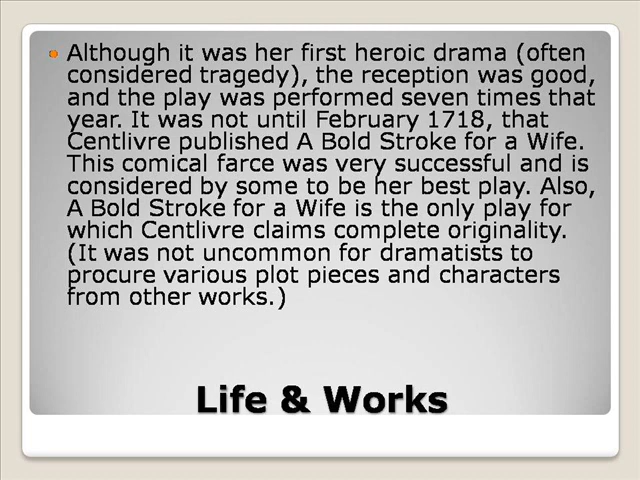 Although it was her first heroic drama (often
considered tragedy), the reception was good,
and the play was performed seven times that
year. It was not until February 1718, that
Centlivre published A Bold Stroke for a Wife.
This comical farce was very successful and is
considered by some to be her best play. Also,
A Bold Stroke for a Wife is the only play for
which Centlivre claims complete originality.
(It was not uncommon for dramatists to
procure various plot pieces and characters
from other works.)
Life & Works